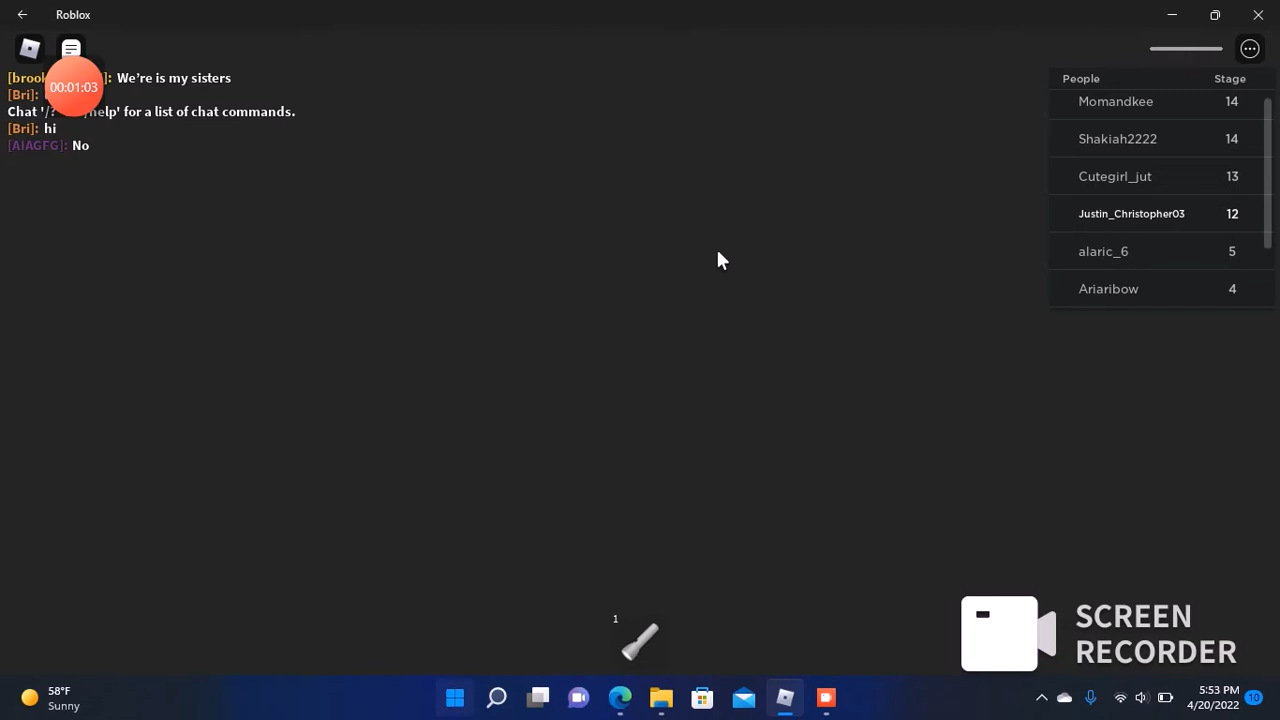 Roblox
00:01:03
[broo ]: We're is my sisters
[Bri]:
Chat '/? help' for a list of chat commands.
[Bri]: hi
[AIAGFG]: No
People Stage
Momandkee 14
Shakiah2222 14
Cutegirl_jut 13
Justin_Christopher03 12
alaric_6 5
Ariaribow 4
1
SCREEN
RECORDER
58°F
Sunny
5:53 PM
4/20/2022
10